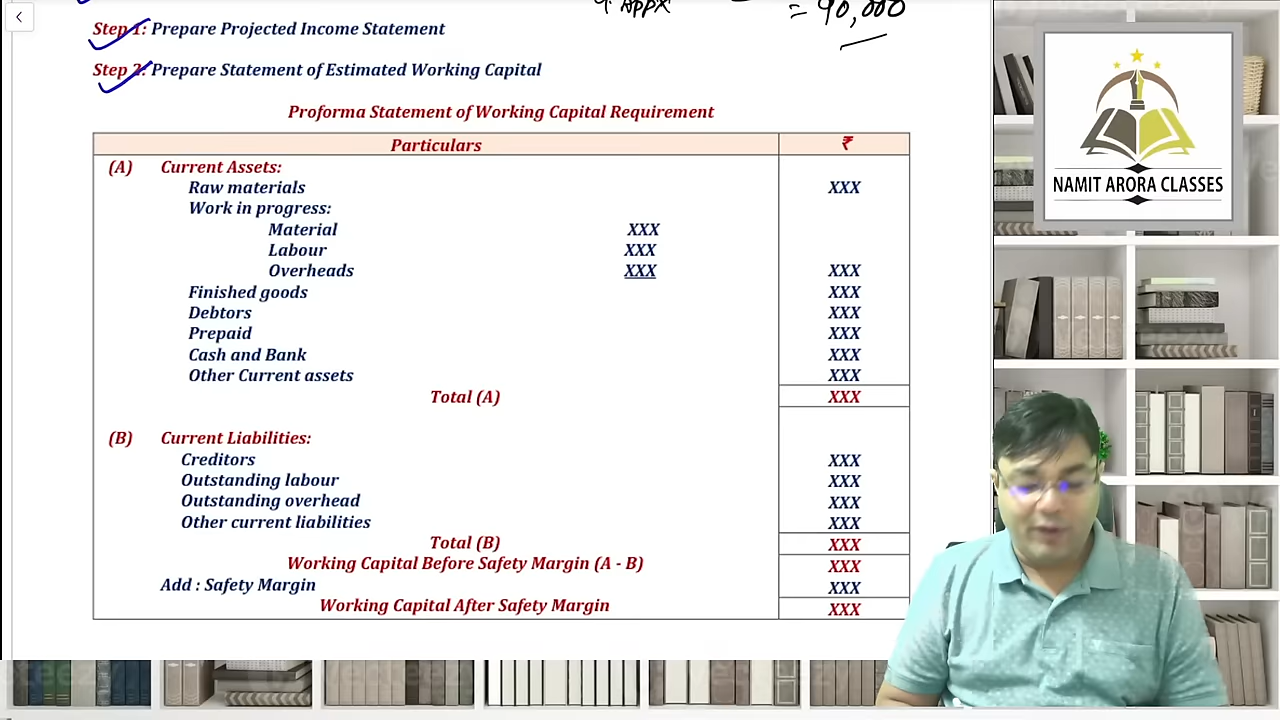 = 90,000
Step 1: Prepare Projected Income Statement
Step 2: Prepare Statement of Estimated Working Capital
Proforma Statement of Working Capital Requirement
Particulars ₹
(A) Current Assets:
Raw materials XXX
Work in progress:
Material XXX
Labour XXX
Overheads XXX XXX
Finished goods XXX
Debtors XXX
Prepaid XXX
Cash and Bank XXX
Other Current assets XXX
Total (A) XXX
(B) Current Liabilities:
Creditors XXX
Outstanding labour XXX
Outstanding overhead XXX
Other current liabilities XXX
Total (B) XXX
Working Capital Before Safety Margin (A - B) XXX
Add : Safety Margin XXX
Working Capital After Safety Margin XXX
NAMIT ARORA CLASSES